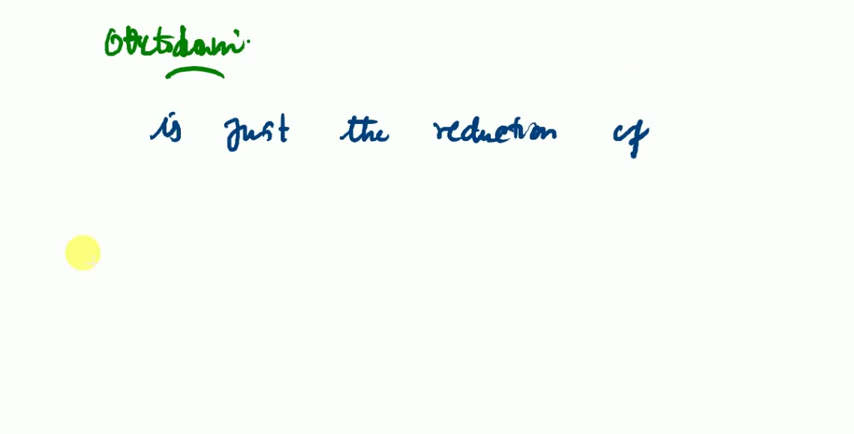 is just the reduction of